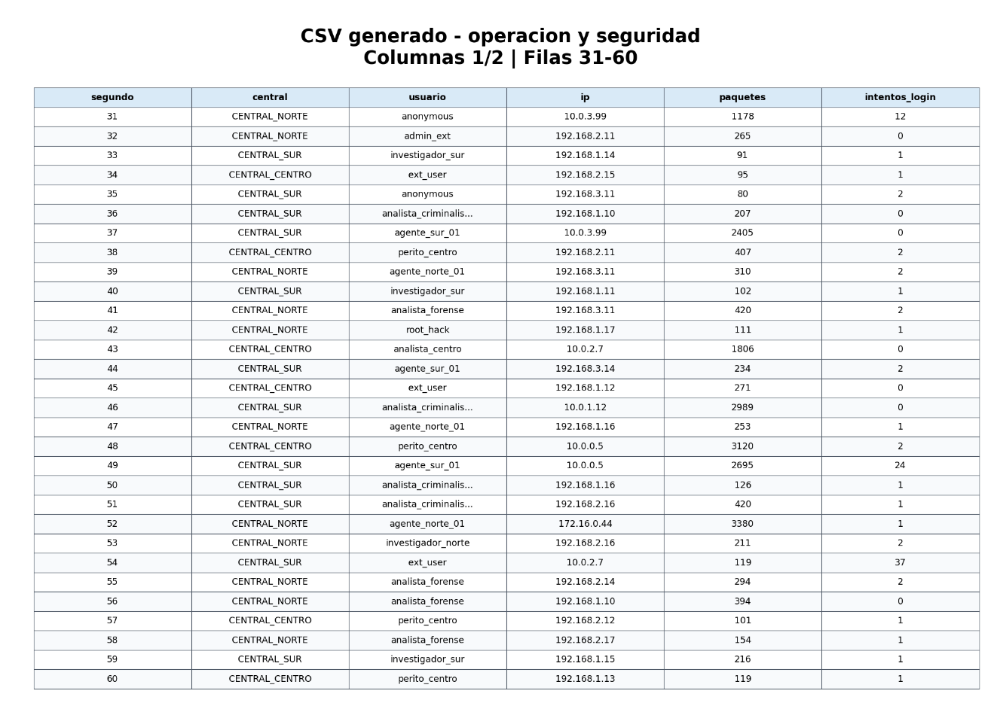 CSV generado - operacion y seguridad
Columnas 1/2 | Filas 31-60
segundo central usuario ip paquetes intentos_login
31 CENTRAL_NORTE anonymous 10.0.3.99 1178 12
32 CENTRAL_NORTE admin_ext 192.168.2.11 265 0
33 CENTRAL_SUR investigador_sur 192.168.1.14 91 1
34 CENTRAL_CENTRO ext_user 192.168.2.15 95 1
35 CENTRAL_SUR anonymous 192.168.3.11 80 2
36 CENTRAL_SUR analista_criminalis... 192.168.1.10 207 0
37 CENTRAL_SUR agente_sur_01 10.0.3.99 2405 0
38 CENTRAL_CENTRO perito_centro 192.168.2.11 407 2
39 CENTRAL_NORTE agente_norte_01 192.168.3.11 310 2
40 CENTRAL_SUR investigador_sur 192.168.1.11 102 1
41 CENTRAL_NORTE analista_forense 192.168.3.11 420 2
42 CENTRAL_NORTE root_hack 192.168.1.17 111 1
43 CENTRAL_CENTRO analista_centro 10.0.2.7 1806 0
44 CENTRAL_SUR agente_sur_01 192.168.3.14 234 2
45 CENTRAL_CENTRO ext_user 192.168.1.12 271 0
46 CENTRAL_SUR analista_criminalis... 10.0.1.12 2989 0
47 CENTRAL_NORTE agente_norte_01 192.168.1.16 253 1
48 CENTRAL_CENTRO perito_centro 10.0.0.5 3120 2
49 CENTRAL_SUR agente_sur_01 10.0.0.5 2695 24
50 CENTRAL_SUR analista_criminalis... 192.168.1.16 126 1
51 CENTRAL_SUR analista_criminalis... 192.168.2.16 420 1
52 CENTRAL_NORTE agente_norte_01 172.16.0.44 3380 1
53 CENTRAL_NORTE investigador_norte 192.168.2.16 211 2
54 CENTRAL_SUR ext_user 10.0.2.7 119 37
55 CENTRAL_NORTE analista_forense 192.168.2.14 294 2
56 CENTRAL_NORTE analista_forense 192.168.1.10 394 0
57 CENTRAL_CENTRO perito_centro 192.168.2.12 101 1
58 CENTRAL_NORTE analista_forense 192.168.2.17 154 1
59 CENTRAL_SUR investigador_sur 192.168.1.15 216 1
60 CENTRAL_CENTRO perito_centro 192.168.1.13 119 1